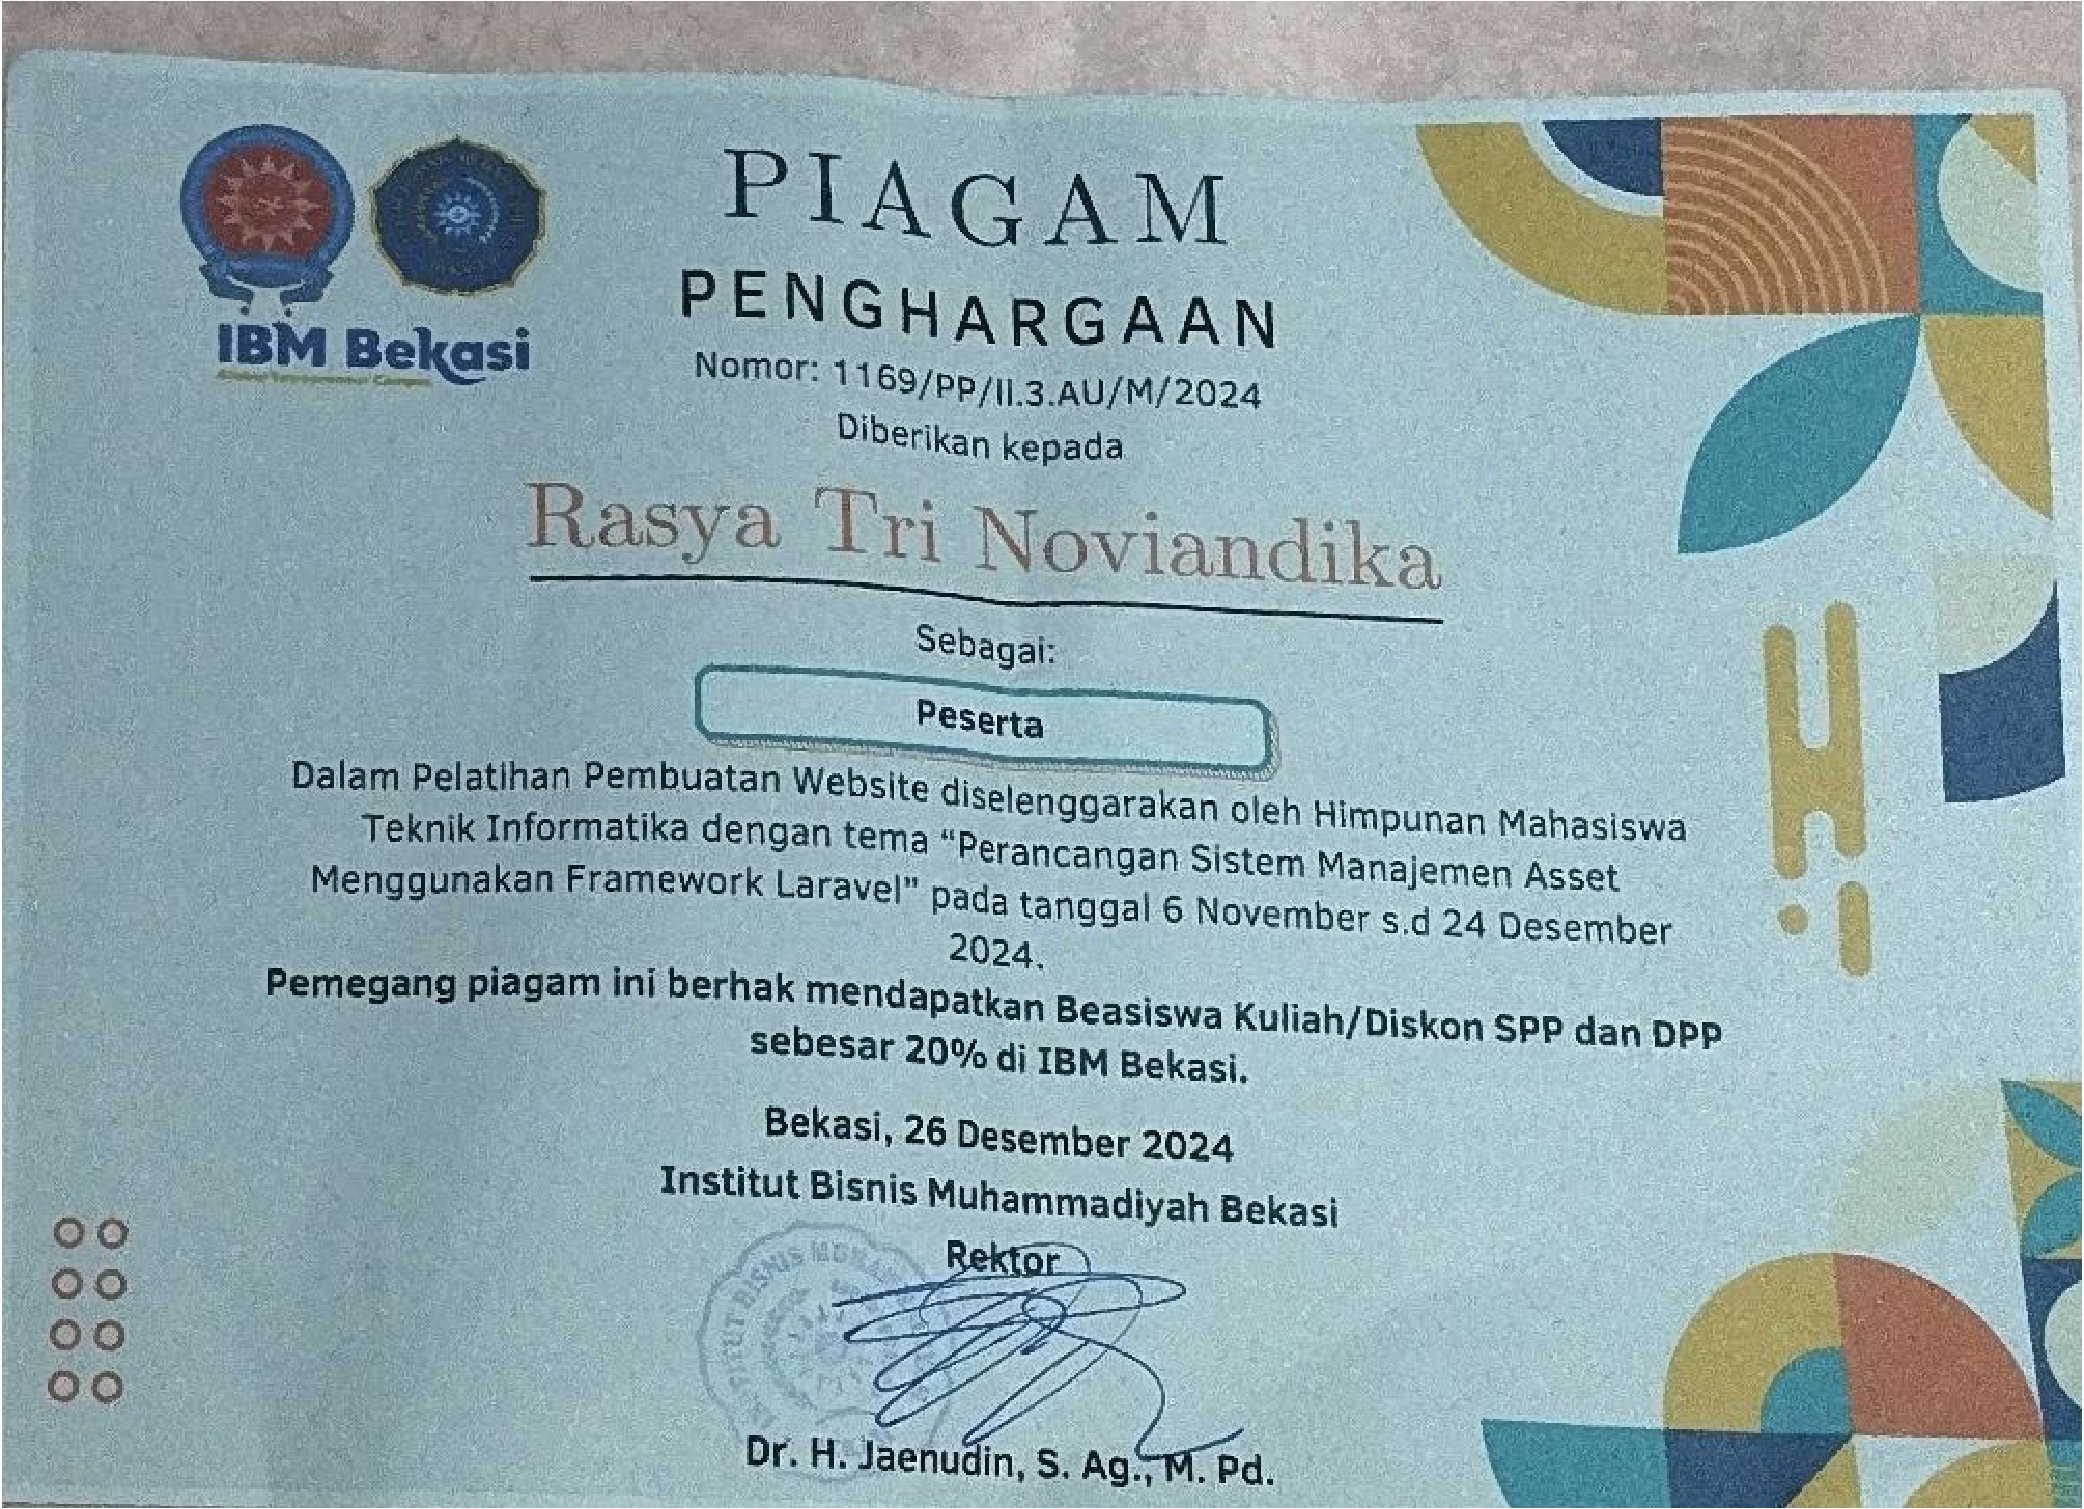 IBM Bekasi
PIAGAM
PENGHARGAAN
Nomor: 1169/PP/II.3.AU/M/2024
Diberikan kepada
Rasya Tri Noviandika
Sebagai:
Peserta
Dalam Pelatihan Pembuatan Website diselenggarakan oleh Himpunan Mahasiswa
Teknik Informatika dengan tema “Perancangan Sistem Manajemen Asset
Menggunakan Framework Laravel" pada tanggal 6 November s.d 24 Desember
2024.
Pemegang piagam ini berhak mendapatkan Beasiswa Kuliah/Diskon SPP dan DPP
sebesar 20% di IBM Bekasi.
Bekasi, 26 Desember 2024
Institut Bisnis Muhammadiyah Bekasi
Rektor
Dr. H. Jaenudin, S. Ag., M. Pd.